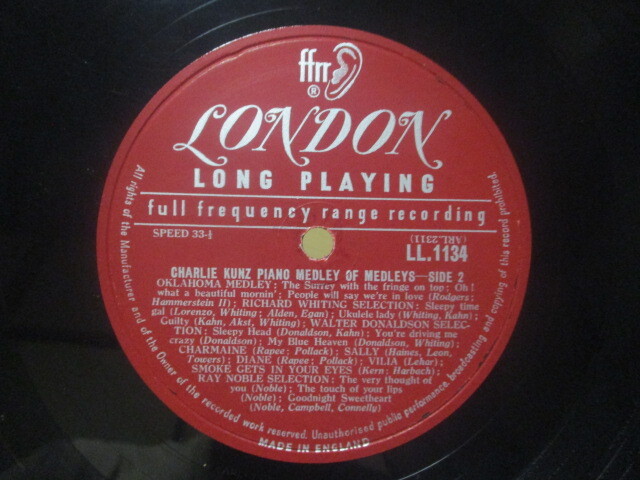 ffrr
®
LONDON
LONG PLAYING
full frequency range recording
SPEED 33-⅓
(ARL.2311)
LL.1134
CHARLIE KUNZ PIANO MEDLEY OF MEDLEYS—SIDE 2
OKLAHOMA MEDLEY: The Surrey with the fringe on top; Oh!
what a beautiful mornin'; People will say we're in love (Rodgers;
Hammerstein II); RICHARD WHITING SELECTION: Sleepy time
gal (Lorenzo, Whiting; Alden, Egan); Ukulele lady (Whiting, Kahn);
Guilty (Kahn, Akst, Whiting); WALTER DONALDSON SELEC-
TION: Sleepy Head (Donaldson, Kahn); You're driving me
crazy (Donaldson); My Blue Heaven (Donaldson, Whiting);
CHARMAINE (Rapee; Pollack); SALLY (Haines, Leon,
Towers); DIANE (Rapee; Pollack); VILIA (Lehar);
SMOKE GETS IN YOUR EYES (Kern; Harbach);
RAY NOBLE SELECTION: The very thought of
you (Noble); The touch of your lips
(Noble); Goodnight Sweetheart
(Noble, Campbell, Connelly)
All rights of the Manufacturer and of the Owner of the recorded work reserved. Unauthorised public performance, broadcasting and copying of this record prohibited.
MADE IN ENGLAND